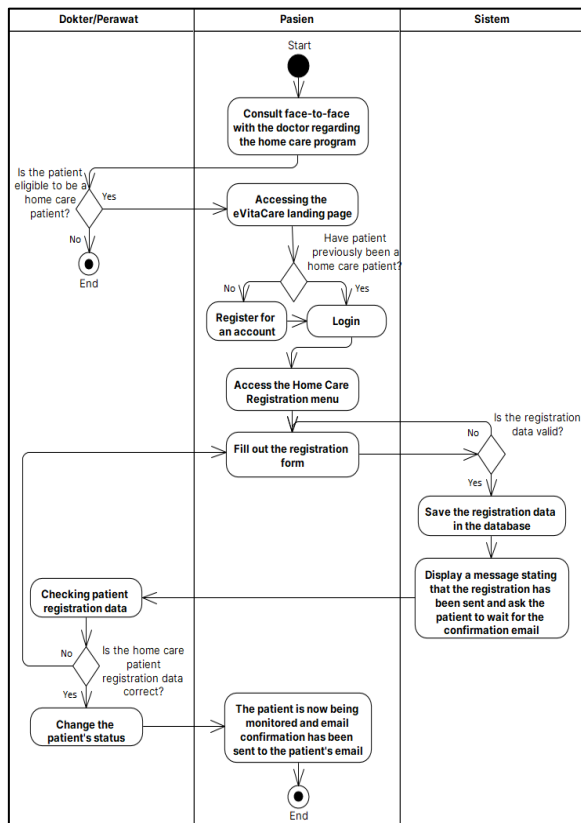 Dokter/Perawat
Pasien
Sistem
Start
Consult face-to-face
with the doctor regarding
the home care program
Is the patient
eligible to be a
home care
patient?
Yes
No
End
Accessing the
eVitaCare landing page
Have patient
previously been a
home care patient?
No
Yes
Register for
an account
Login
Access the Home Care
Registration menu
Is the registration
data valid?
No
Yes
Fill out the registration
form
Save the registration data
in the database
Display a message stating
that the registration has
been sent and ask the
patient to wait for the
confirmation email
Checking patient
registration data
No
Is the home care
patient
registration data
correct?
Yes
Change the
patient's status
The patient is now being
monitored and email
confirmation has been
sent to the patient's email
End